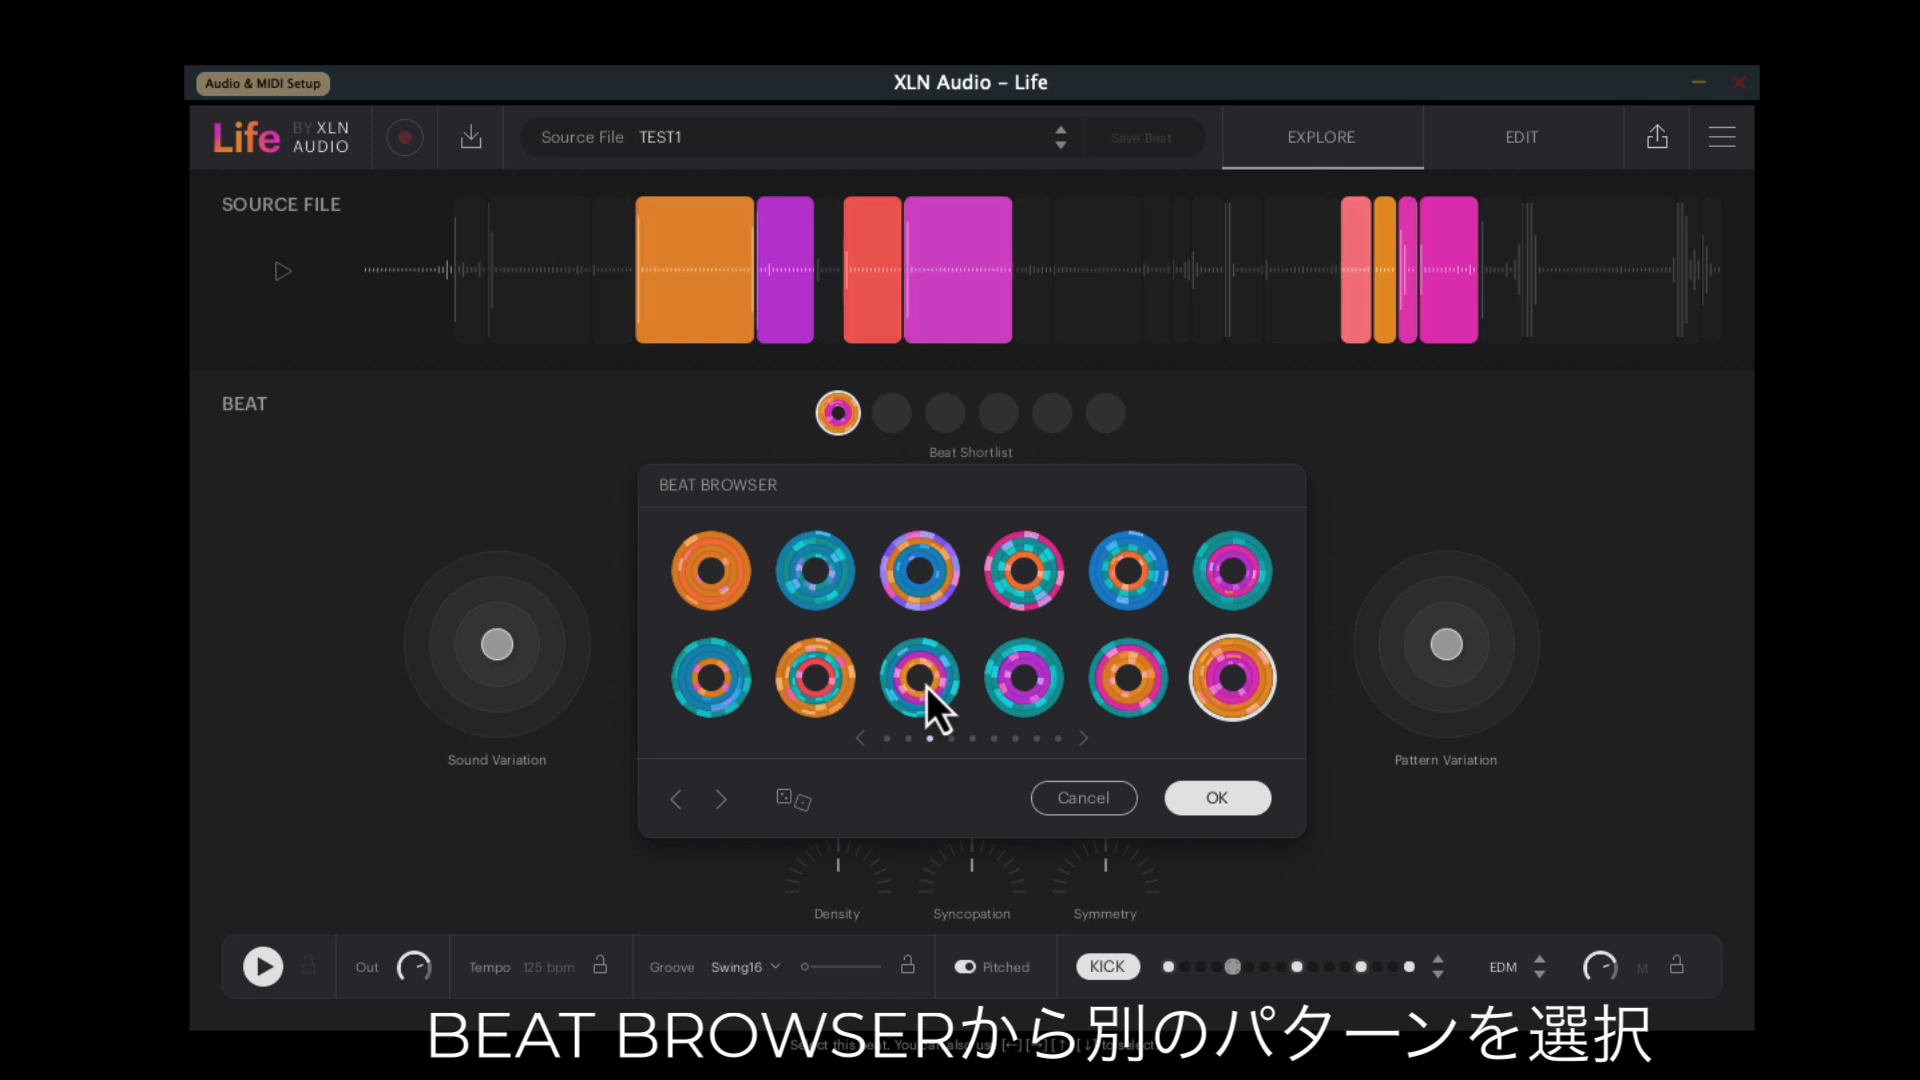 Audio & MIDI Setup
XLN Audio – Life
Life BY XLN AUDIO
Source File TEST1
Save Beat
EXPLORE
EDIT
SOURCE FILE
BEAT
Beat Shortlist
BEAT BROWSER
Sound Variation
Pattern Variation
Cancel
OK
Density
Syncopation
Symmetry
Out
Tempo 125 bpm
Groove Swing16
Pitched
KICK
EDM
M
BEAT BROWSERから別のパターンを選択